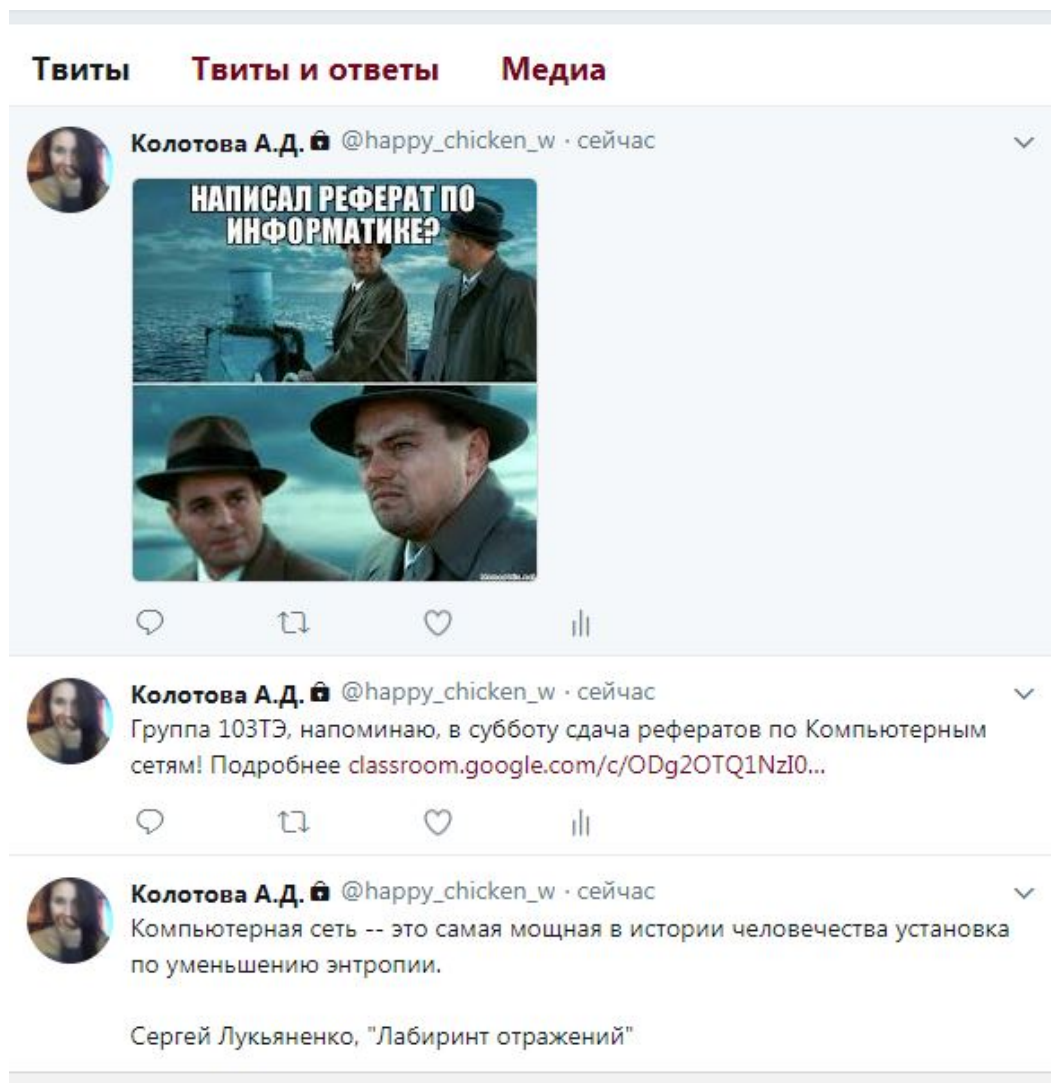 Твиты Твиты и ответы Медиа
Колотова А.Д. @happy_chicken_w · сейчас
НАПИСАЛ РЕФЕРАТ ПО
ИНФОРМАТИКЕ?
Колотова А.Д. @happy_chicken_w · сейчас
Группа 103ТЭ, напоминаю, в субботу сдача рефератов по Компьютерным
сетям! Подробнее classroom.google.com/c/ODg2OTQ1NzI0...
Колотова А.Д. @happy_chicken_w · сейчас
Компьютерная сеть -- это самая мощная в истории человечества установка
по уменьшению энтропии.
Сергей Лукьяненко, "Лабиринт отражений"